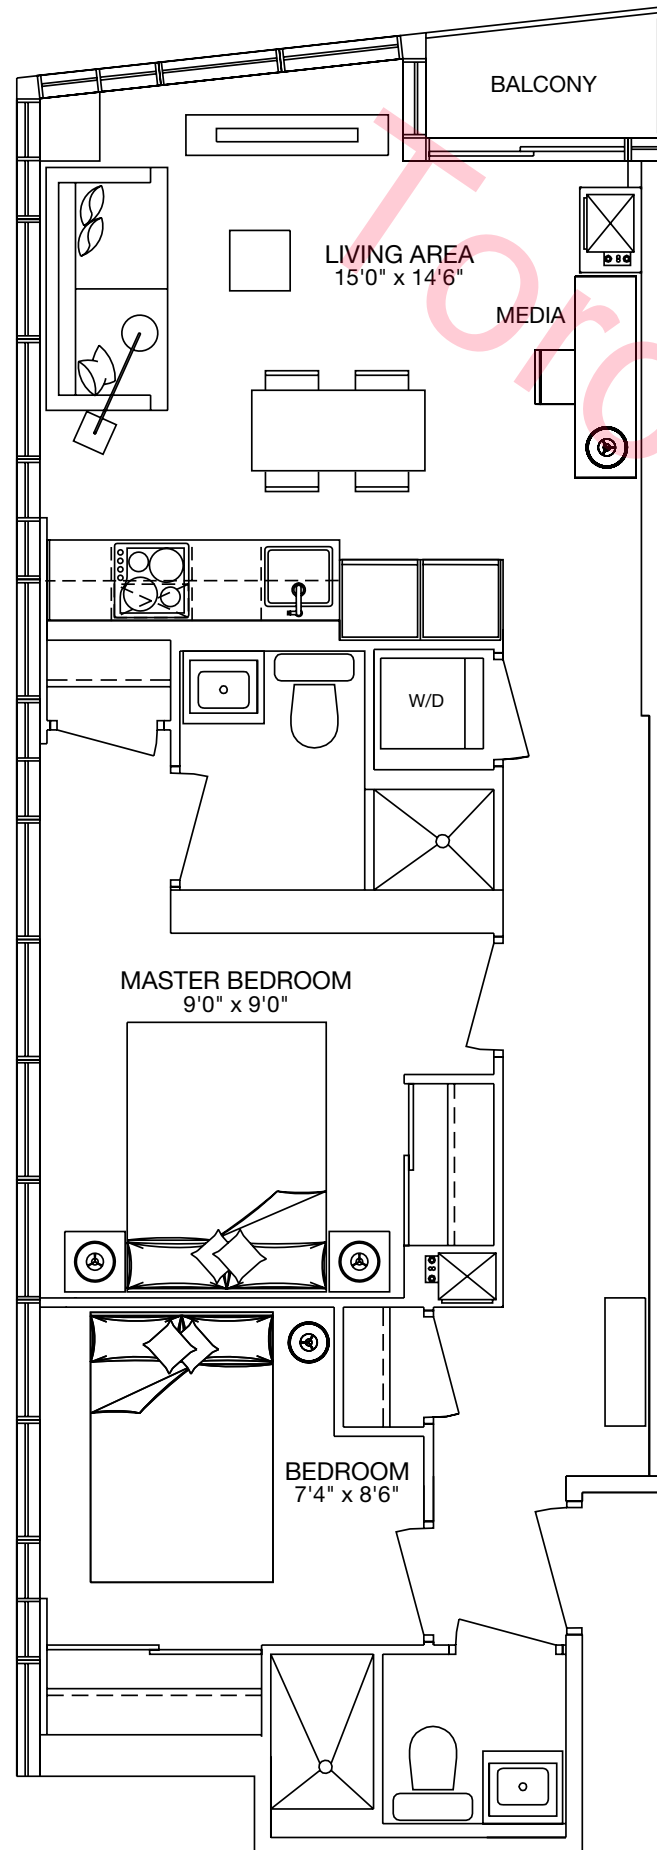 BALCONY
LIVING AREA
15'0" x 14'6"
MEDIA
W/D
MASTER BEDROOM
9'0" x 9'0"
BEDROOM
7'4" x 8'6"
Toro